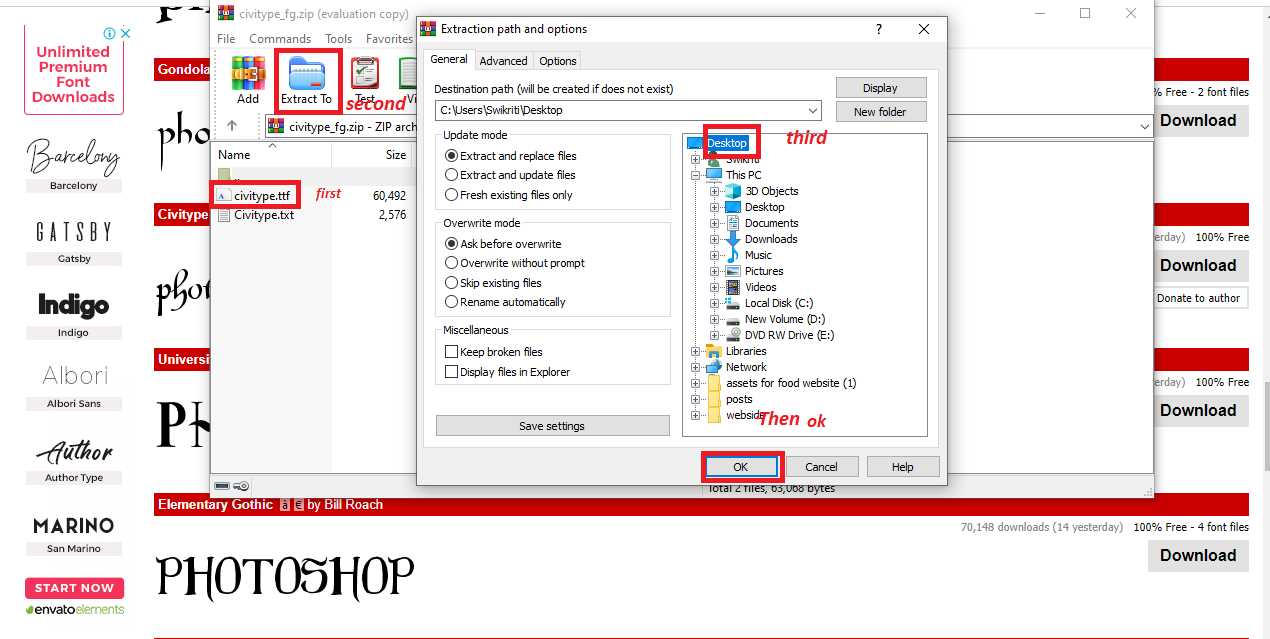 Unlimited
Premium
Font
Downloads
Barcelony
Barcelony
GATSBY
Gatsby
Indigo
Indigo
Albori
Albori Sans
Author
Author Type
MARINO
San Marino
START NOW
envatoelements
Gondola
pho
Civitype
phot
Universi
PH
civitype_fg.zip (evaluation copy)
File Commands Tools Favorites
Add
Extract To
Test
Vi
second
civitype_fg.zip - ZIP arch
Name Size
..
civitype.ttf 60,492
first
Civitype.txt 2,576
Extraction path and options
?
General Advanced Options
Destination path (will be created if does not exist)
Display
C:\Users\Swikriti\Desktop
New folder
Update mode
Extract and replace files
Extract and update files
Fresh existing files only
Overwrite mode
Ask before overwrite
Overwrite without prompt
Skip existing files
Rename automatically
Miscellaneous
Keep broken files
Display files in Explorer
Save settings
Desktop
third
Swikriti
This PC
3D Objects
Desktop
Documents
Downloads
Music
Pictures
Videos
Local Disk (C:)
New Volume (D:)
DVD RW Drive (E:)
Libraries
Network
assets for food website (1)
posts
webside
Then ok
OK Cancel Help
Total 2 files, 63,068 bytes
% Free - 2 font files
Download
erday) 100% Free
Download
Donate to author
erday) 100% Free
Download
Elementary Gothic à € by Bill Roach
70,148 downloads (14 yesterday) 100% Free - 4 font files
Download
PHOTOSHOP